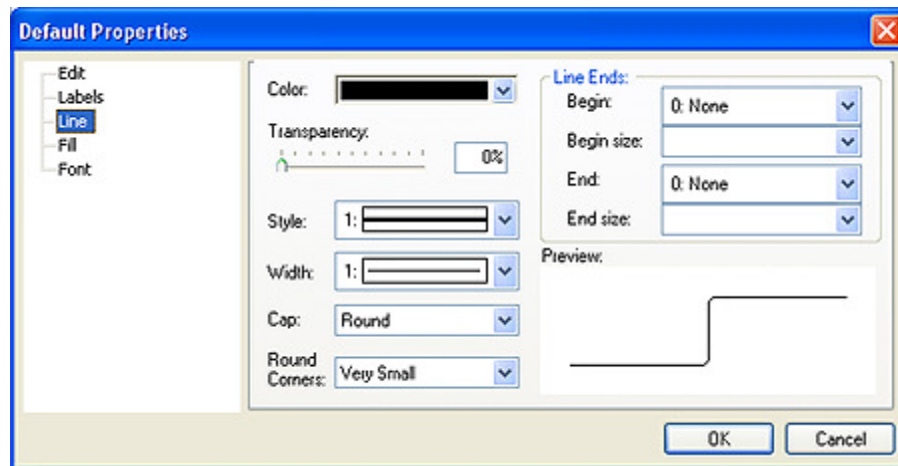 Default Properties
Edit
Labels
Line
Fill
Font
Color:
Transparency:
0%
Style:
1:
Width:
1:
Cap:
Round
Round
Corners:
Very Small
Line Ends:
Begin:
0: None
Begin size:
End:
0: None
End size:
Preview:
OK
Cancel